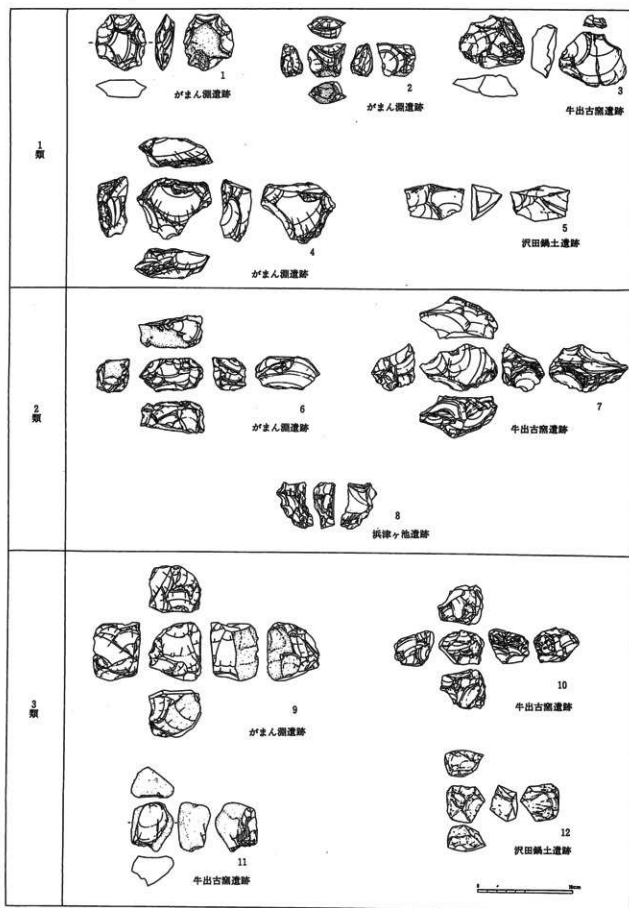 1類
1
がまん淵遺跡
2
がまん淵遺跡
3
牛出古窯遺跡
4
がまん淵遺跡
5
沢田鍋土遺跡
2類
6
がまん淵遺跡
7
牛出古窯遺跡
8
浜津ヶ池遺跡
3類
9
がまん淵遺跡
10
牛出古窯遺跡
11
牛出古窯遺跡
12
沢田鍋土遺跡
0
10cm